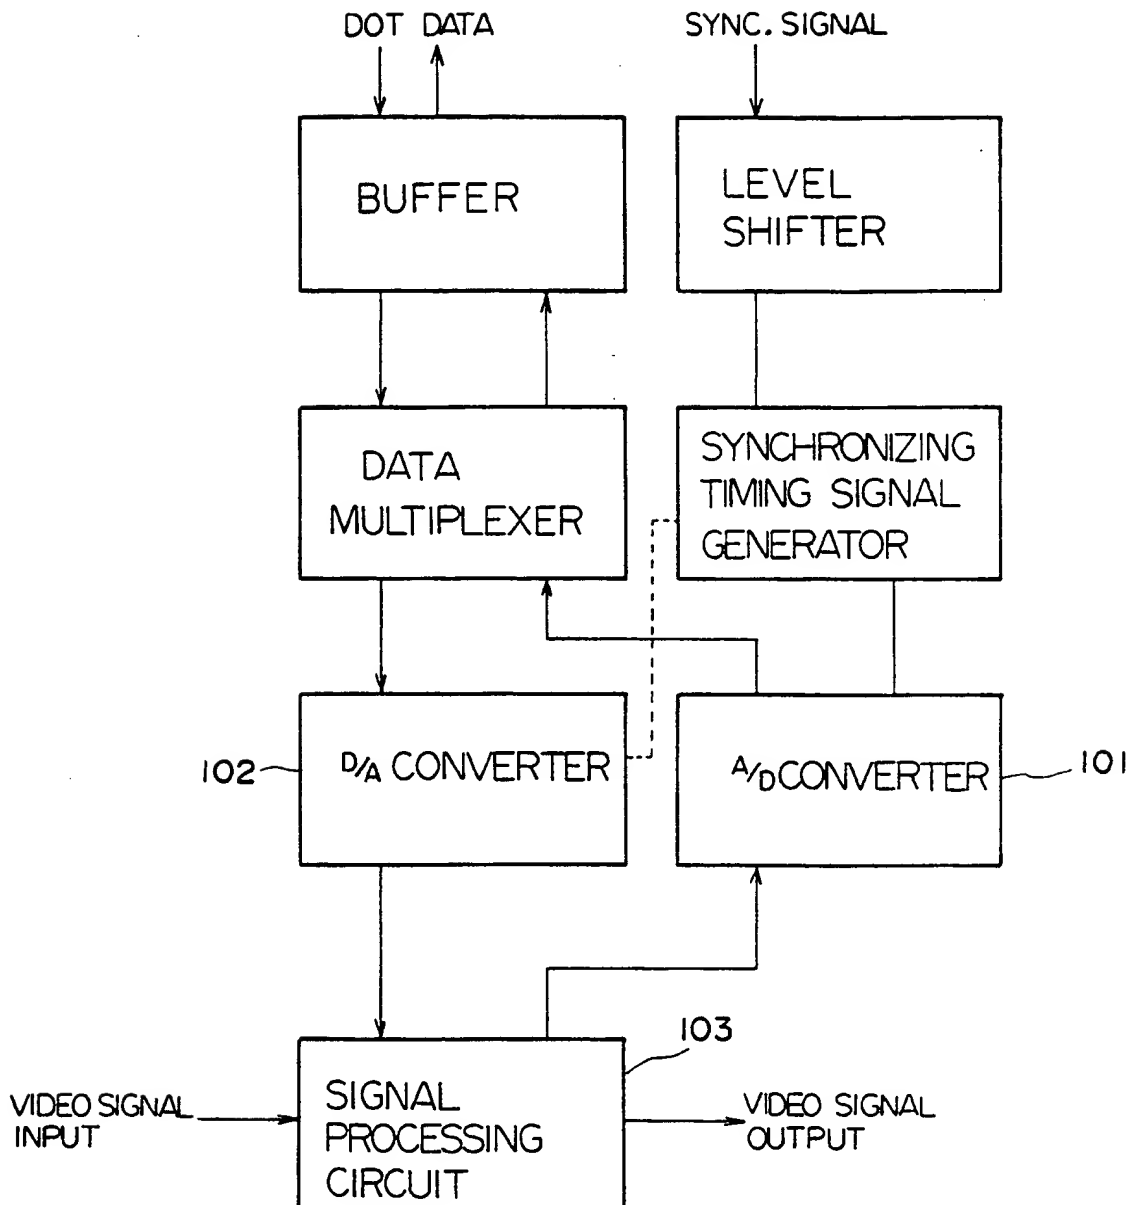 DOT DATA
SYNC. SIGNAL
BUFFER
LEVEL
SHIFTER
DATA
MULTIPLEXER
SYNCHRONIZING
TIMING SIGNAL
GENERATOR
102
D/A CONVERTER
A/D CONVERTER
101
103
VIDEO SIGNAL
INPUT
SIGNAL
PROCESSING
CIRCUIT
VIDEO SIGNAL
OUTPUT